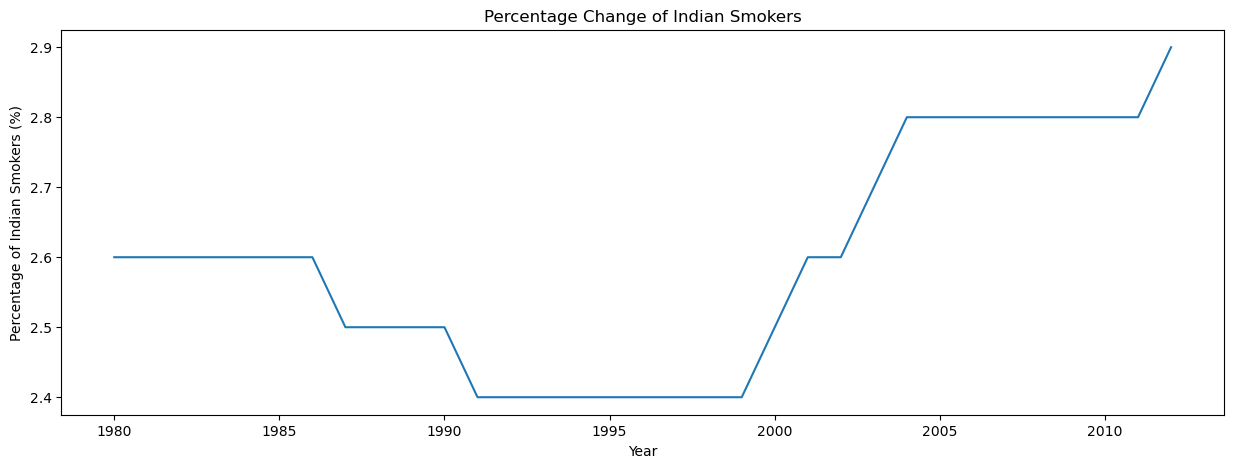 Percentage Change of Indian Smokers
Percentage of Indian Smokers (%)
2.9
2.8
2.7
2.6
2.5
2.4
1980 1985 1990 1995 2000 2005 2010
Year